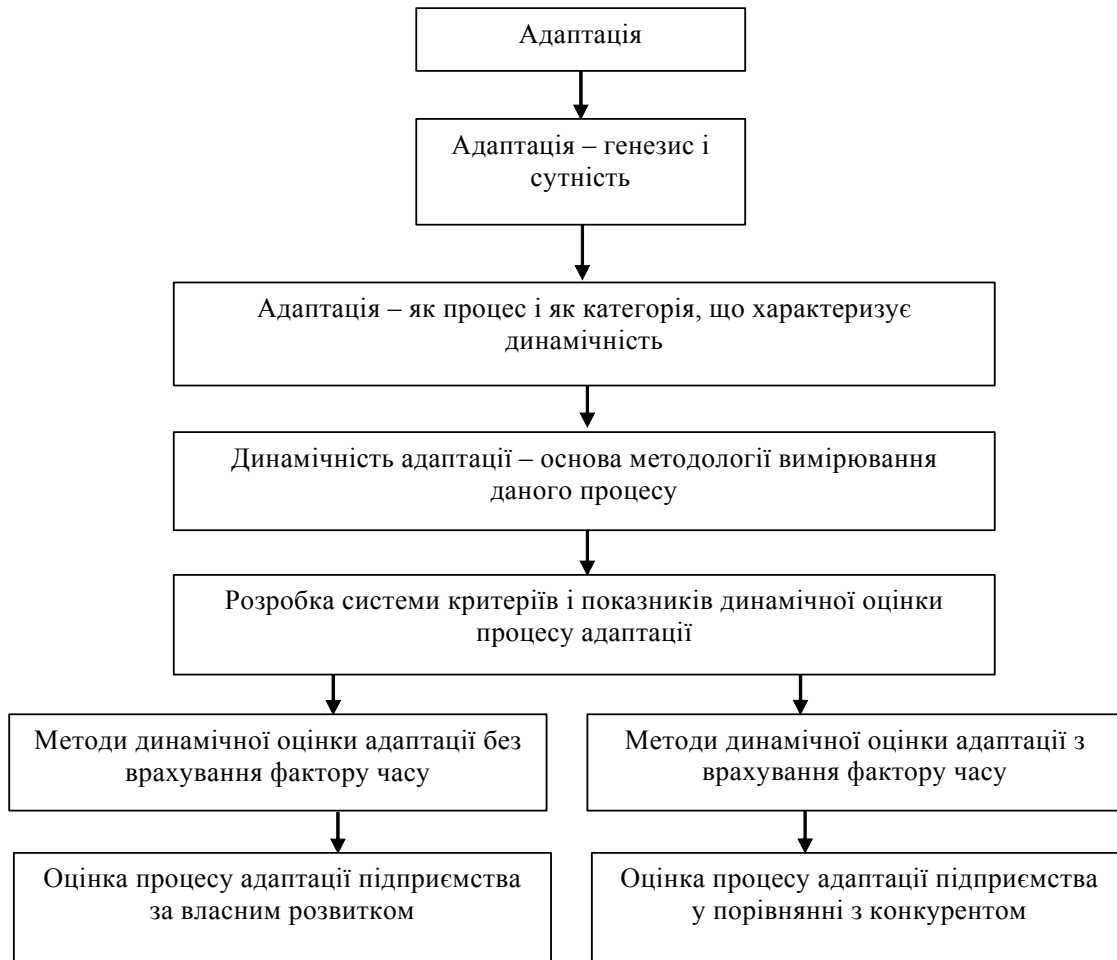 Адаптація
Адаптація – генезис і
сутність
Адаптація – як процес і як категорія, що характеризує
динамічність
Динамічність адаптації – основа методології вимірювання
даного процесу
Розробка системи критеріїв і показників динамічної оцінки
процесу адаптації
Методи динамічної оцінки адаптації без
врахування фактору часу
Методи динамічної оцінки адаптації з
врахування фактору часу
Оцінка процесу адаптації підприємства
за власним розвитком
Оцінка процесу адаптації підприємства
у порівнянні з конкурентом